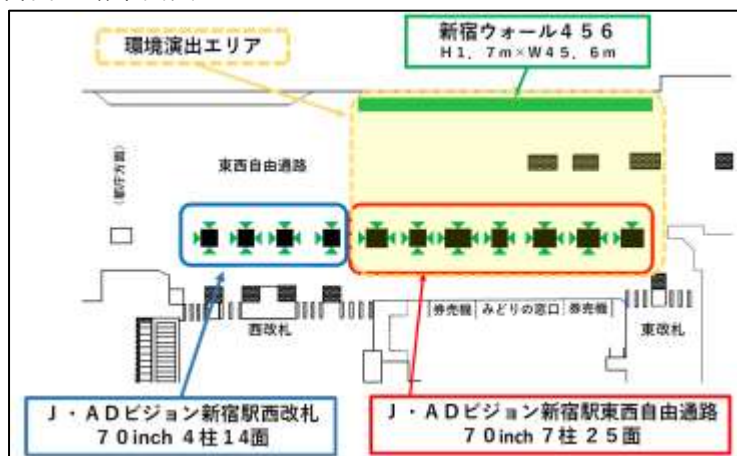 環境演出エリア
新宿ウォール４５６
Ｈ１．７ｍ×Ｗ４５．６ｍ
東西自由通路
（都庁方面）
券売機
みどりの窓口
券売機
西改札
東改札
Ｊ・ＡＤビジョン新宿駅西改札
７０inch ４柱１４面
Ｊ・ＡＤビジョン新宿駅東西自由通路
７０inch ７柱２５面